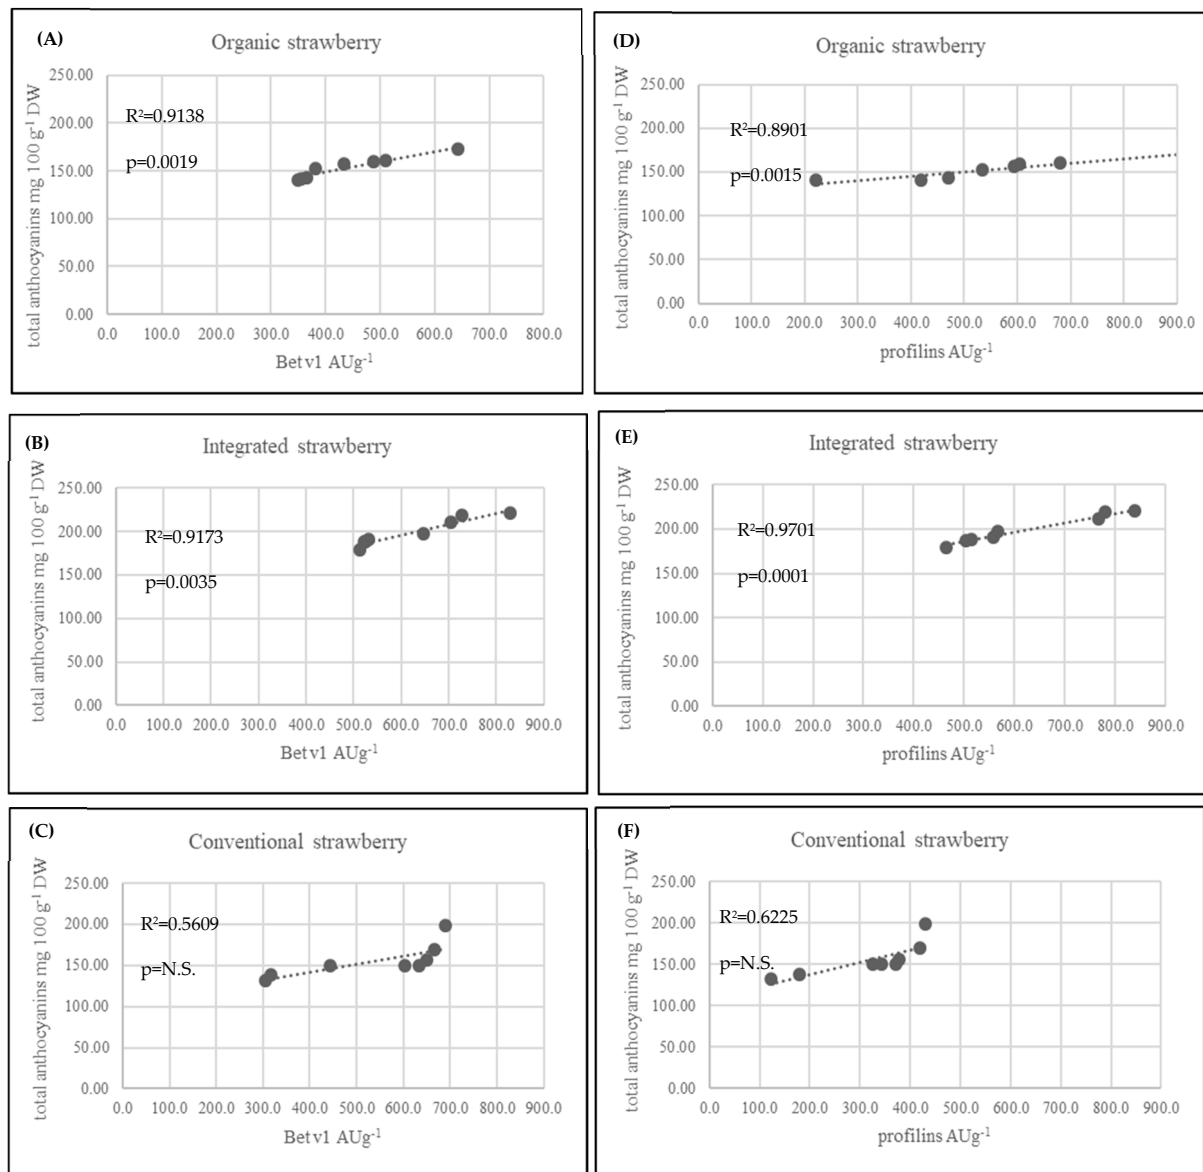 (A)
Organic strawberry
total anthocyanins mg 100 g⁻¹ DW
250.00
200.00
150.00
100.00
50.00
0.00
R²=0.9138
p=0.0019
0.0 100.0 200.0 300.0 400.0 500.0 600.0 700.0 800.0
Bet v1 AUg⁻¹
(D)
Organic strawberry
total anthocyanins mg 100 g⁻¹ DW
250.00
200.00
150.00
100.00
50.00
0.00
R²=0.8901
p=0.0015
0.0 100.0 200.0 300.0 400.0 500.0 600.0 700.0 800.0 900.0
profilins AUg⁻¹
(B)
Integrated strawberry
total anthocyanins mg 100 g⁻¹ DW
250.00
200.00
150.00
100.00
50.00
0.00
R²=0.9173
p=0.0035
0.0 100.0 200.0 300.0 400.0 500.0 600.0 700.0 800.0 900.0
Bet v1 AUg⁻¹
(E)
Integrated strawberry
total anthocyanins mg 100 g⁻¹ DW
250.00
200.00
150.00
100.00
50.00
0.00
R²=0.9701
p=0.0001
0.0 100.0 200.0 300.0 400.0 500.0 600.0 700.0 800.0 900.0
profilins AUg⁻¹
(C)
Conventional strawberry
total anthocyanins mg 100 g⁻¹ DW
250.00
200.00
150.00
100.00
50.00
0.00
R²=0.5609
p=N.S.
0.0 100.0 200.0 300.0 400.0 500.0 600.0 700.0 800.0 900.0
Bet v1 AUg⁻¹
(F)
Conventional strawberry
total anthocyanins mg 100 g⁻¹ DW
250.00
200.00
150.00
100.00
50.00
0.00
R²=0.6225
p=N.S.
0.0 100.0 200.0 300.0 400.0 500.0 600.0 700.0 800.0 900.0
profilins AUg⁻¹